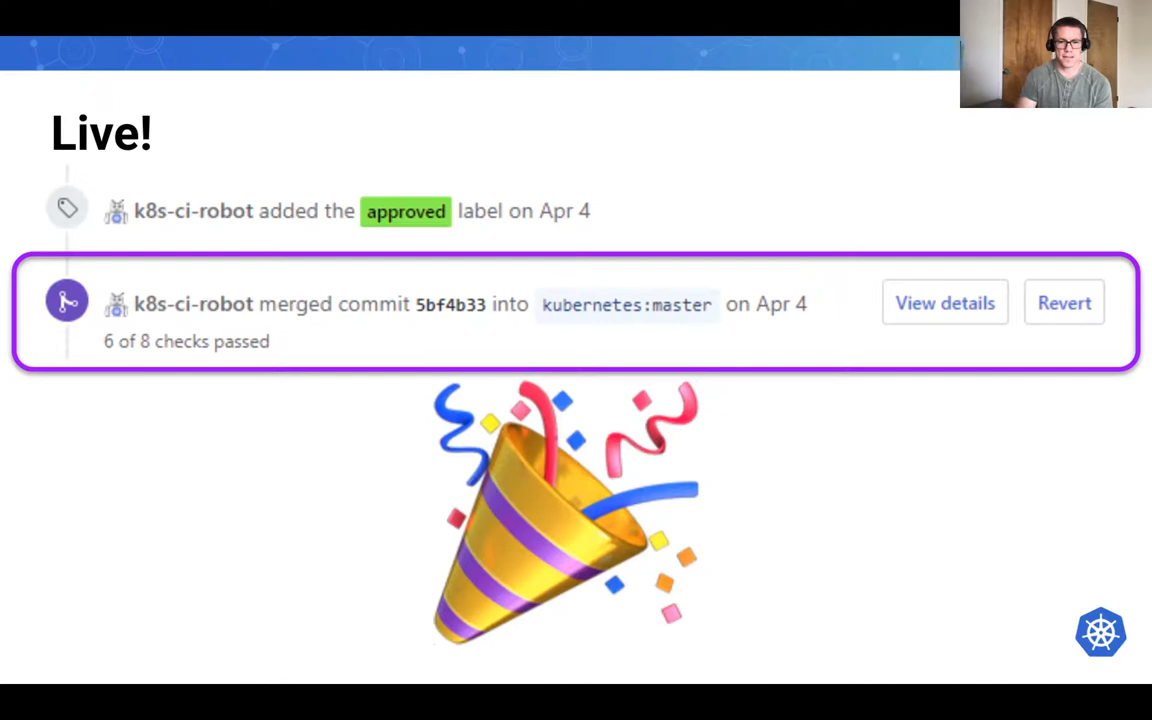 Live!
k8s-ci-robot added the approved label on Apr 4
k8s-ci-robot merged commit 5bf4b33 into kubernetes:master on Apr 4 View details Revert
6 of 8 checks passed